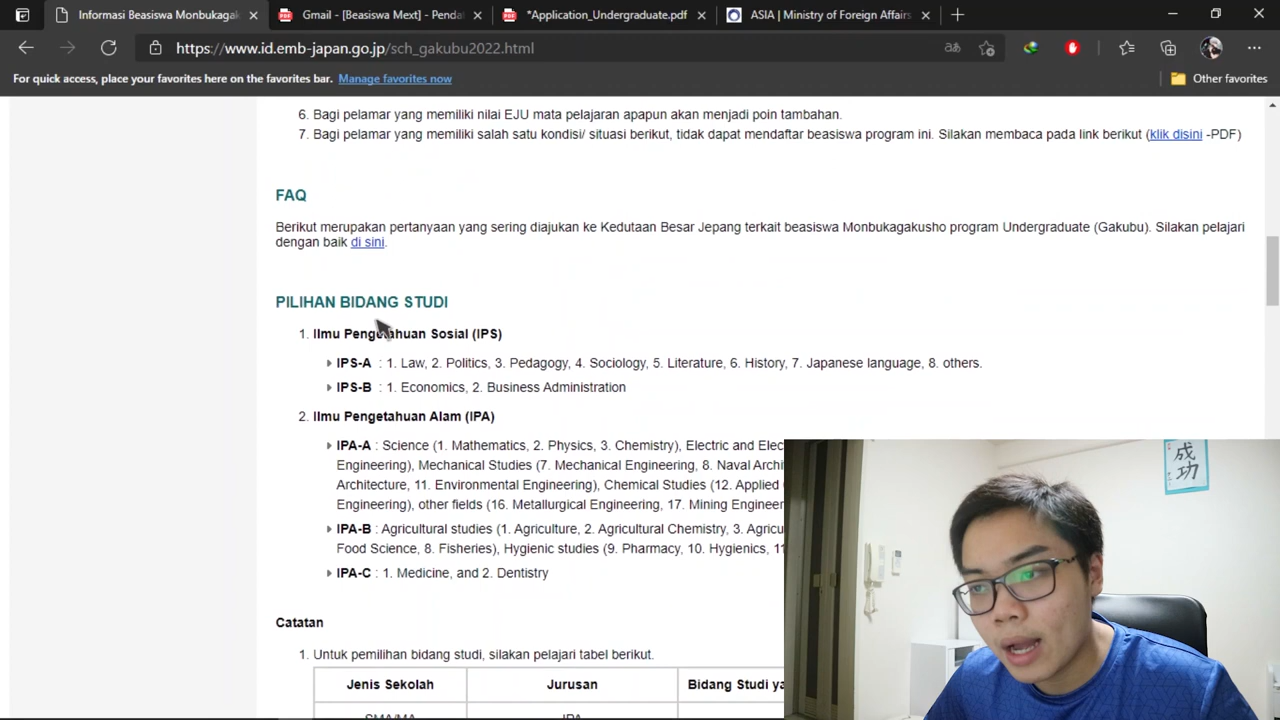 Informasi Beasiswa Monbukagak
Gmail - [Beasiswa Mext] - Penda
*Application_Undergraduate.pdf
ASIA | Ministry of Foreign Affairs
https://www.id.emb-japan.go.jp/sch_gakubu2022.html
For quick access, place your favorites here on the favorites bar. Manage favorites now
Other favorites
6. Bagi pelamar yang memiliki nilai EJU mata pelajaran apapun akan menjadi poin tambahan.
7. Bagi pelamar yang memiliki salah satu kondisi/ situasi berikut, tidak dapat mendaftar beasiswa program ini. Silakan membaca pada link berikut (klik disini -PDF)
FAQ
Berikut merupakan pertanyaan yang sering diajukan ke Kedutaan Besar Jepang terkait beasiswa Monbukagakusho program Undergraduate (Gakubu). Silakan pelajari
dengan baik di sini.
PILIHAN BIDANG STUDI
1. Ilmu Pengetahuan Sosial (IPS)
IPS-A : 1. Law, 2. Politics, 3. Pedagogy, 4. Sociology, 5. Literature, 6. History, 7. Japanese language, 8. others.
IPS-B : 1. Economics, 2. Business Administration
2. Ilmu Pengetahuan Alam (IPA)
IPA-A : Science (1. Mathematics, 2. Physics, 3. Chemistry), Electric and Elec
Engineering), Mechanical Studies (7. Mechanical Engineering, 8. Naval Archi
Architecture, 11. Environmental Engineering), Chemical Studies (12. Applied
Engineering), other fields (16. Metallurgical Engineering, 17. Mining Engineer
IPA-B : Agricultural studies (1. Agriculture, 2. Agricultural Chemistry, 3. Agricu
Food Science, 8. Fisheries), Hygienic studies (9. Pharmacy, 10. Hygienics, 11
IPA-C : 1. Medicine, and 2. Dentistry
成功
Catatan
1. Untuk pemilihan bidang studi, silakan pelajari tabel berikut.
Jenis Sekolah
Jurusan
Bidang Studi ya
SMA/MA
IPA